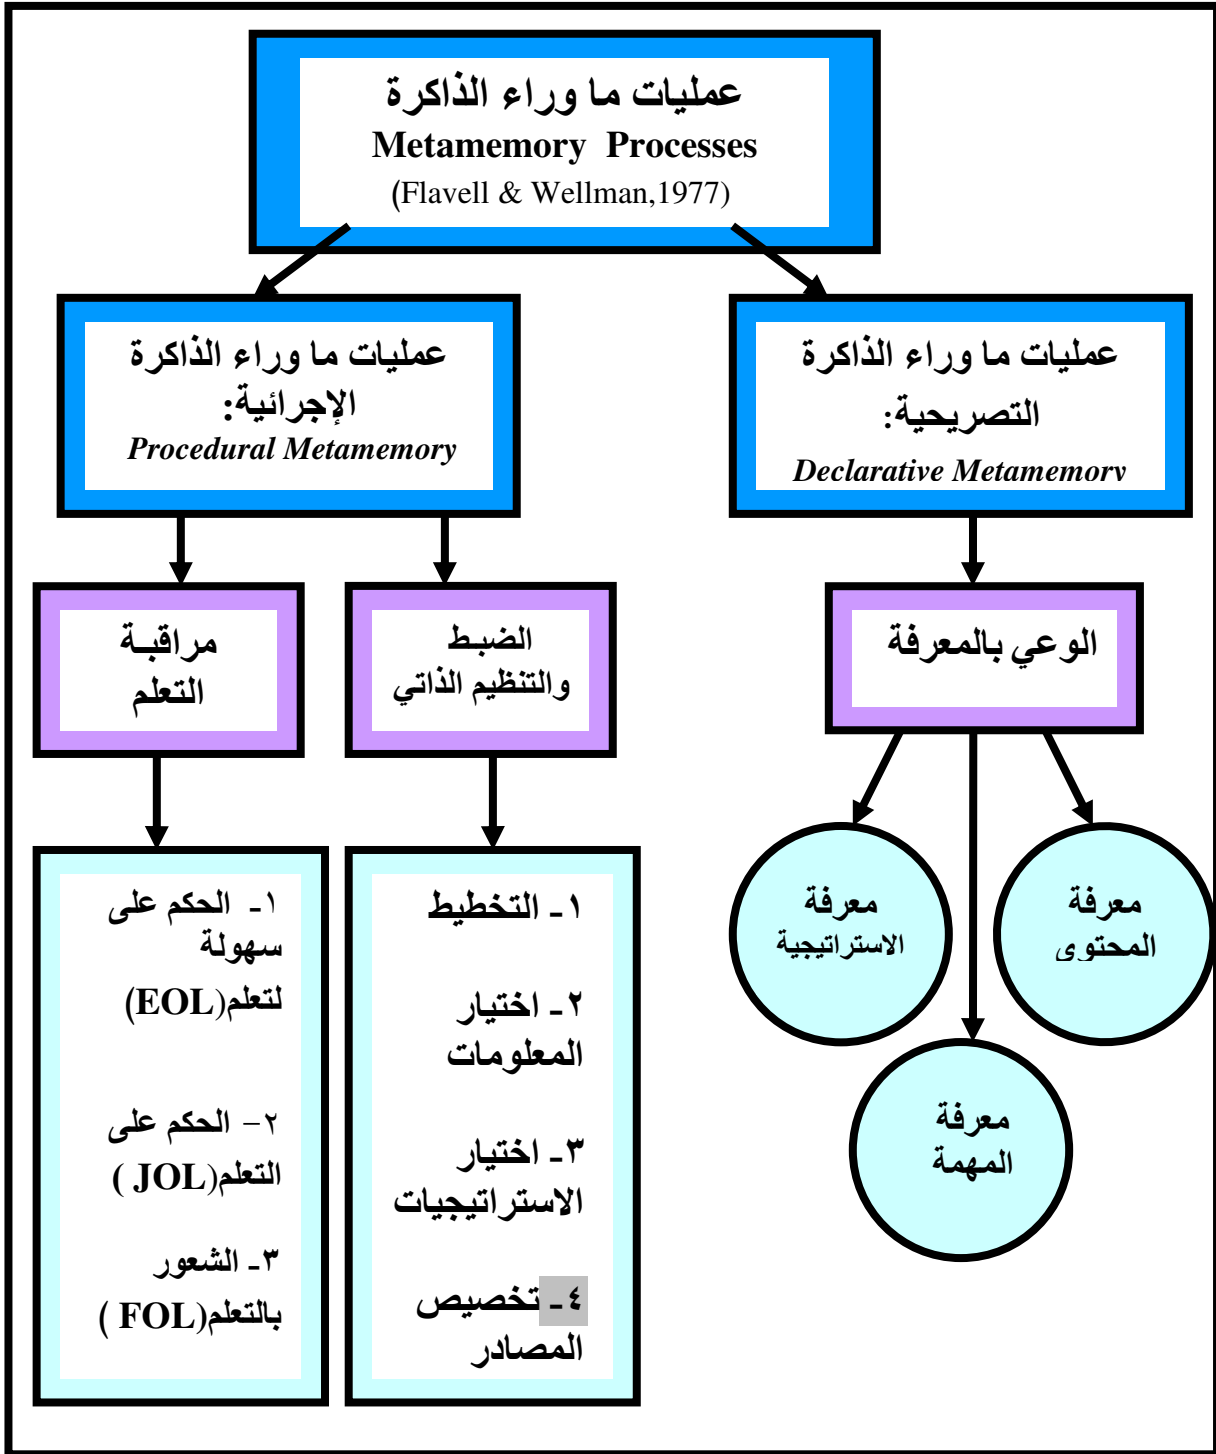 عمليات ما وراء الذاكرة
Metamemory Processes
(Flavell & Wellman,1977)
عمليات ما وراء الذاكرة
التصريحية:
Declarative Metamemory
عمليات ما وراء الذاكرة
الإجرائية:
Procedural Metamemory
الوعي بالمعرفة
الضبـط
والتنظيم الذاتي
مراقبـة
التعلم
معرفة
المحتوى
معرفة
الاستراتيجية
معرفة
المهمة
١- التخطيط
٢- اختيار
المعلومات
٣- اختيار
الاستراتيجيات
٤- تخصيص
المصادر
١- الحكم على
سهولة
لتعلم(EOL)
٢- الحكم على
التعلم(JOL )
٣- الشعور
بالتعلم(FOL )